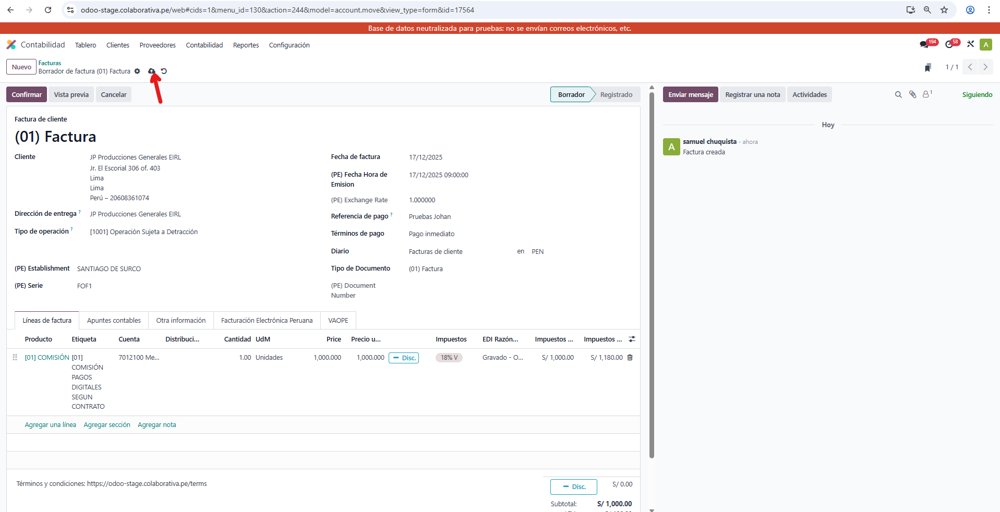 odoo-stage.colaborativa.pe/web#cids=1&menu_id=130&action=244&model=account.move&view_type=form&id=17564
Base de datos neutralizada para pruebas: no se envían correos electrónicos, etc.
Contabilidad Tablero Clientes Proveedores Contabilidad Reportes Configuración 194 58 A
Nuevo
Facturas
Borrador de factura (01) Factura
1 / 1
Confirmar Vista previa Cancelar Borrador Registrado
Enviar mensaje Registrar una nota Actividades 1 Siguiendo
Factura de cliente
(01) Factura
Cliente
JP Producciones Generales EIRL
Jr. El Escorial 306 of. 403
Lima
Lima
Perú – 20608361074
Dirección de entrega ? JP Producciones Generales EIRL
Tipo de operación ? [1001] Operación Sujeta a Detracción
(PE) Establishment SANTIAGO DE SURCO
(PE) Serie FOF1
Fecha de factura 17/12/2025
(PE) Fecha Hora de Emision 17/12/2025 09:00:00
(PE) Exchange Rate 1.000000
Referencia de pago ? Pruebas Johan
Términos de pago Pago inmediato
Diario Facturas de cliente en PEN
Tipo de Documento (01) Factura
(PE) Document
Number
Hoy
A
samuel chuquista - ahora
Factura creada
Líneas de factura Apuntes contables Otra información Facturación Electrónica Peruana VAOPE
Producto Etiqueta Cuenta Distribuci... Cantidad UdM Price Precio u... Impuestos EDI Razón... Impuestos ... Impuestos ...
[01] COMISIÓN [01] 7012100 Me... 1.00 Unidades 1,000.000 1,000.000 Disc. 18% V Gravado - O... S/ 1,000.00 S/ 1,180.00
COMISIÓN
PAGOS
DIGITALES
SEGUN
CONTRATO
Agregar una línea Agregar sección Agregar nota
Términos y condiciones: https://odoo-stage.colaborativa.pe/terms
Disc. S/ 0.00
Subtotal: S/ 1,000.00